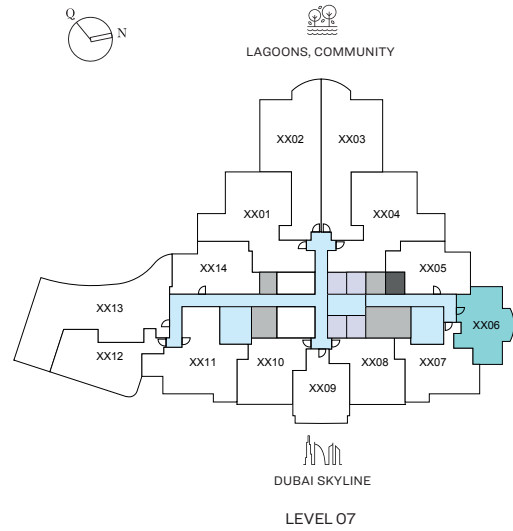 Q
N
LAGOONS, COMMUNITY
XX02
XX03
XX01
XX04
XX14
XX05
XX13
XX06
XX12
XX11
XX10
XX08
XX07
XX09
DUBAI SKYLINE
LEVEL 07